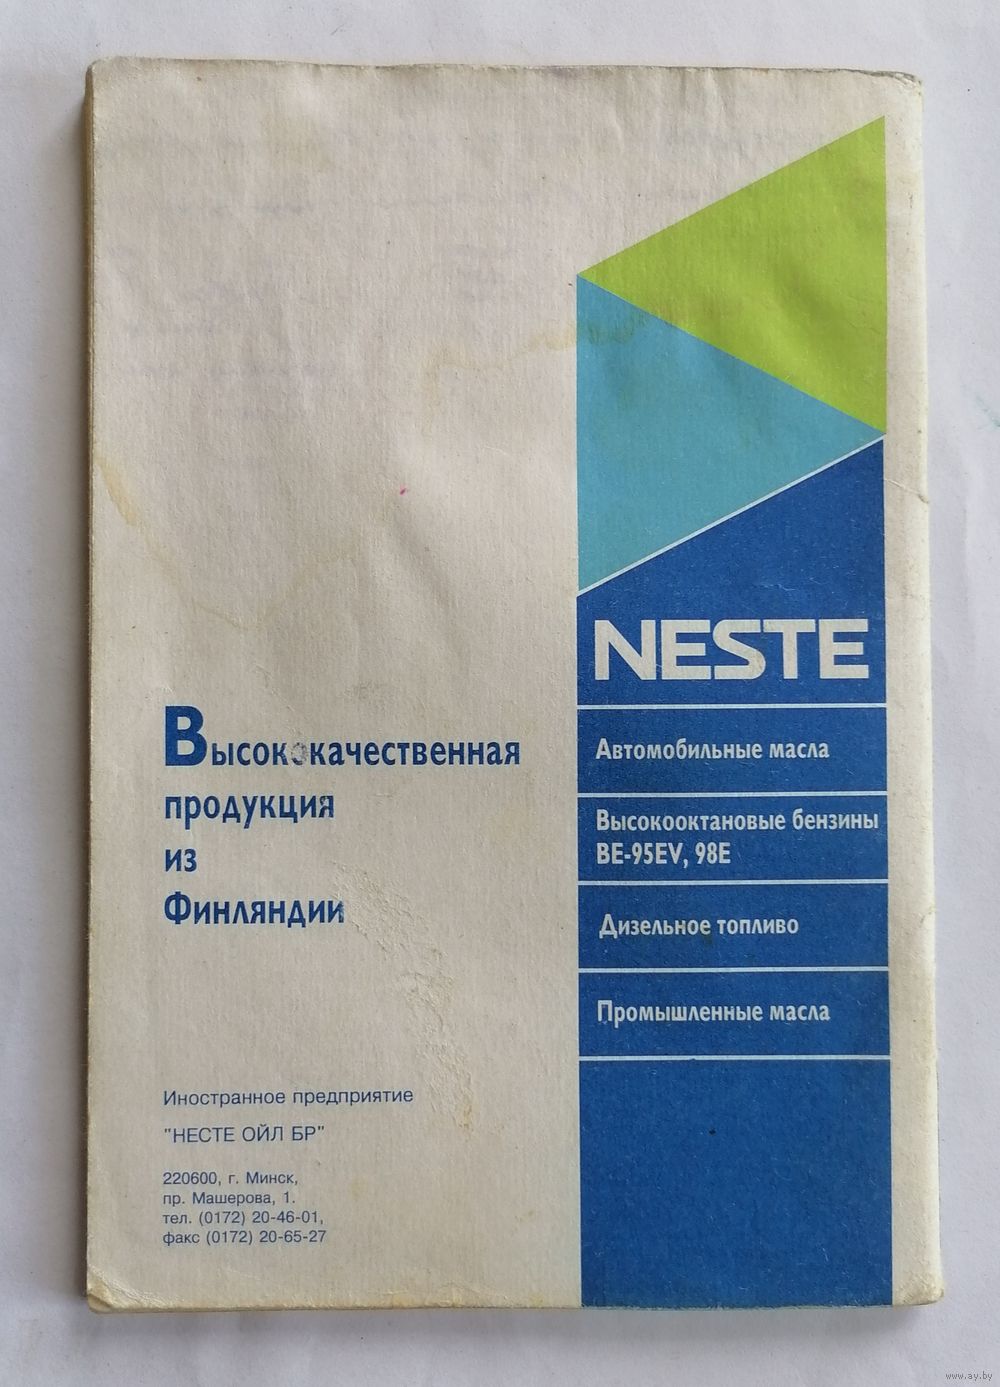 NESTE
Высококачественная
продукция
из
Финляндии
Автомобильные масла
Высокооктановые бензины
ВЕ-95EV, 98E
Дизельное топливо
Промышленные масла
Иностранное предприятие
"НЕСТЕ ОЙЛ БР"
220600, г. Минск,
пр. Машерова, 1.
тел. (0172) 20-46-01,
факс (0172) 20-65-27
www.ay.by